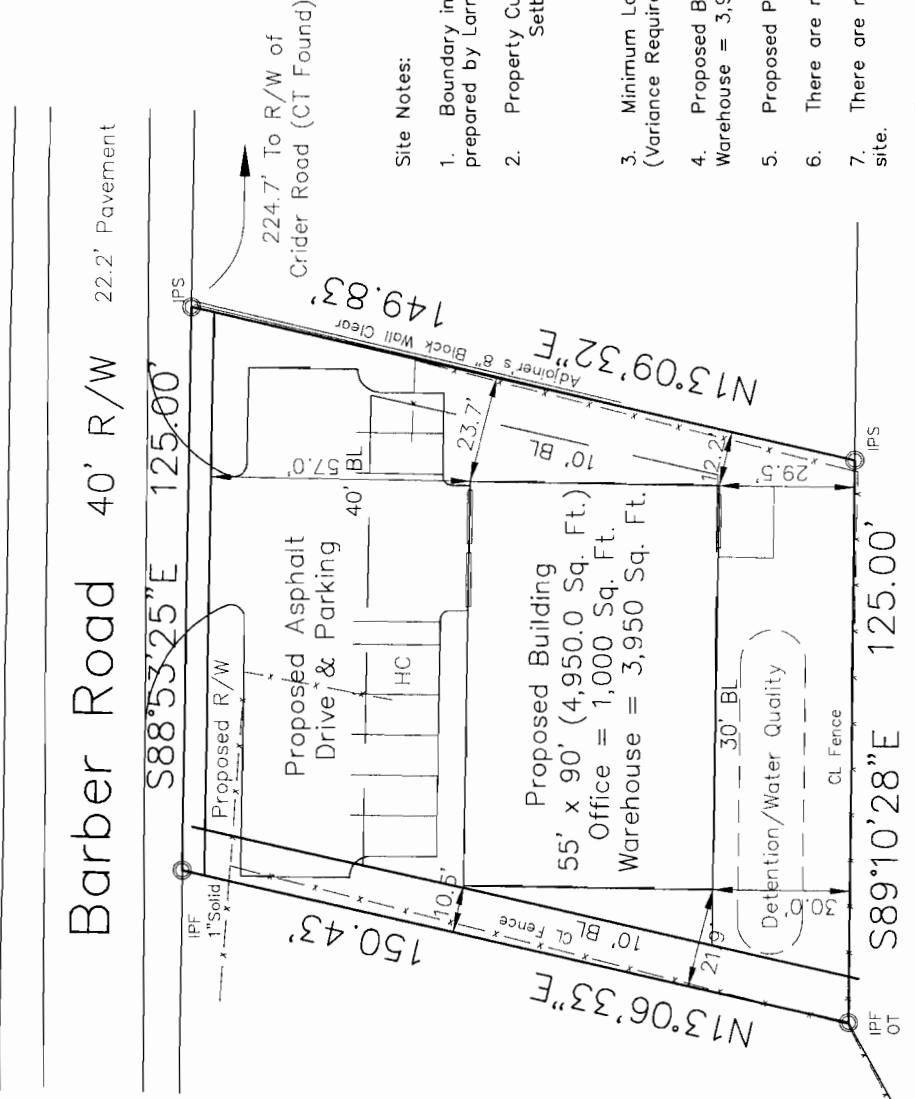 Barber Road 40' R/W 22.2' Pavement
S88°53'25"E 125.00'
IPS
224.7' To R/W of
Crider Road (CT Found)
IPF
1"Solid
Proposed R/W
57.0'
40' BL
Proposed Asphalt
Drive & Parking
HC
149.83'
N13°09'32"E
Adjoiner's 8" Block Wall Clear
23.7'
10' BL
12.2'
29.5'
IPS
Proposed Building
55' x 90' (4,950.0 Sq. Ft.)
Office = 1,000 Sq. Ft.
Warehouse = 3,950 Sq. Ft.
150.43'
N13°06'33"E
10.5'
CL Fence
10' BL
21.9'
30' BL
Detention/Water Quality
30.0'
CL Fence
S89°10'28"E 125.00'
IPF
OT
Site Notes:
1. Boundary in
prepared by Larr
2. Property Cu
Setb
3. Minimum Lo
(Variance Require
4. Proposed B
Warehouse = 3,9
5. Proposed P
6. There are r
7. There are r
site.